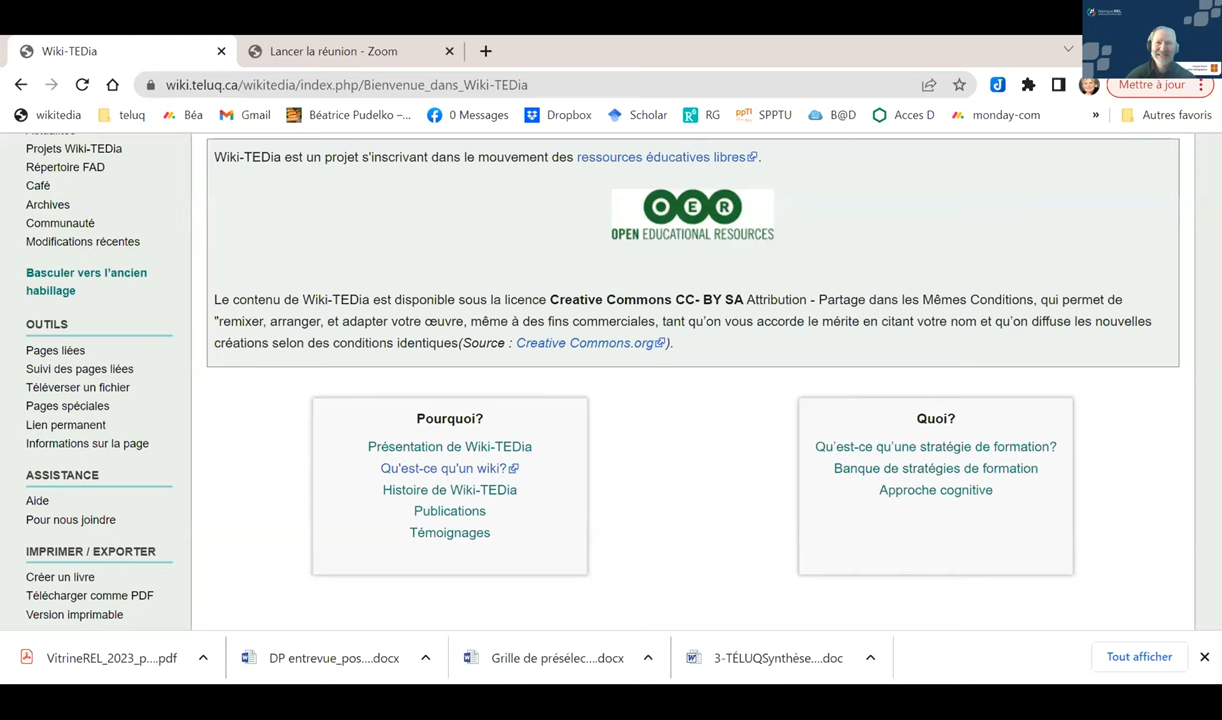 Wiki-TEDia
Lancer la réunion - Zoom
wiki.teluq.ca/wikitedia/index.php/Bienvenue_dans_Wiki-TEDia
Mettre à jour
wikitedia
teluq
Béa
Gmail
Béatrice Pudelko –...
0 Messages
Dropbox
Scholar
RG
SPPTU
B@D
Acces D
monday-com
»
Autres favoris
Projets Wiki-TEDia
Répertoire FAD
Café
Archives
Communauté
Modifications récentes
Basculer vers l'ancien
habillage
OUTILS
Pages liées
Suivi des pages liées
Téléverser un fichier
Pages spéciales
Lien permanent
Informations sur la page
ASSISTANCE
Aide
Pour nous joindre
IMPRIMER / EXPORTER
Créer un livre
Télécharger comme PDF
Version imprimable
Wiki-TEDia est un projet s'inscrivant dans le mouvement des ressources éducatives libres.
OER
OPEN EDUCATIONAL RESOURCES
Le contenu de Wiki-TEDia est disponible sous la licence Creative Commons CC- BY SA Attribution - Partage dans les Mêmes Conditions, qui permet de
"remixer, arranger, et adapter votre œuvre, même à des fins commerciales, tant qu'on vous accorde le mérite en citant votre nom et qu'on diffuse les nouvelles
créations selon des conditions identiques(Source : Creative Commons.org).
Pourquoi?
Présentation de Wiki-TEDia
Qu'est-ce qu'un wiki?
Histoire de Wiki-TEDia
Publications
Témoignages
Quoi?
Qu'est-ce qu'une stratégie de formation?
Banque de stratégies de formation
Approche cognitive
VitrineREL_2023_p....pdf
DP entrevue_pos....docx
Grille de présélec....docx
3-TÉLUQSynthèse....doc
Tout afficher